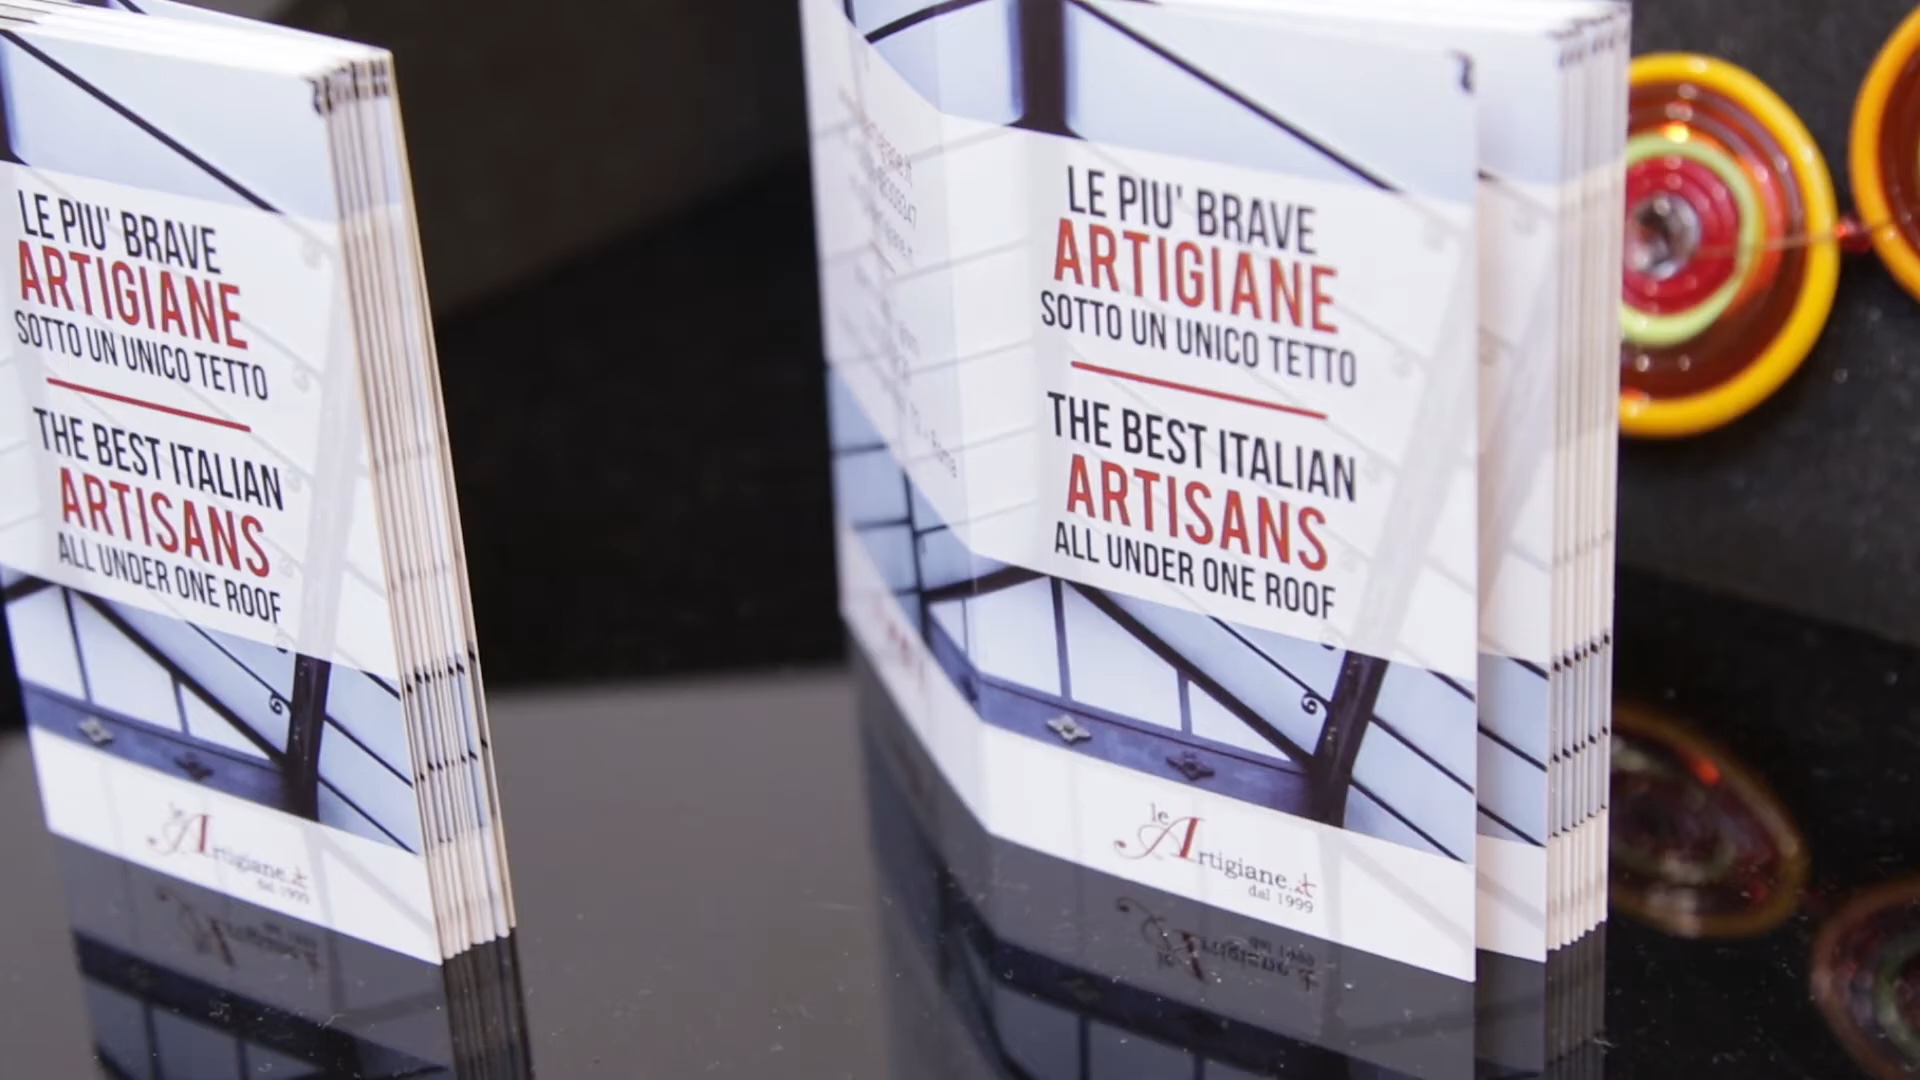 LE PIU' BRAVE
ARTIGIANE
SOTTO UN UNICO TETTO
THE BEST ITALIAN
ARTISANS
ALL UNDER ONE ROOF
le Artigiane.it
dal 1999
LE PIU' BRAVE
ARTIGIANE
SOTTO UN UNICO TETTO
THE BEST ITALIAN
ARTISANS
ALL UNDER ONE ROOF
le Artigiane.it
dal 1999